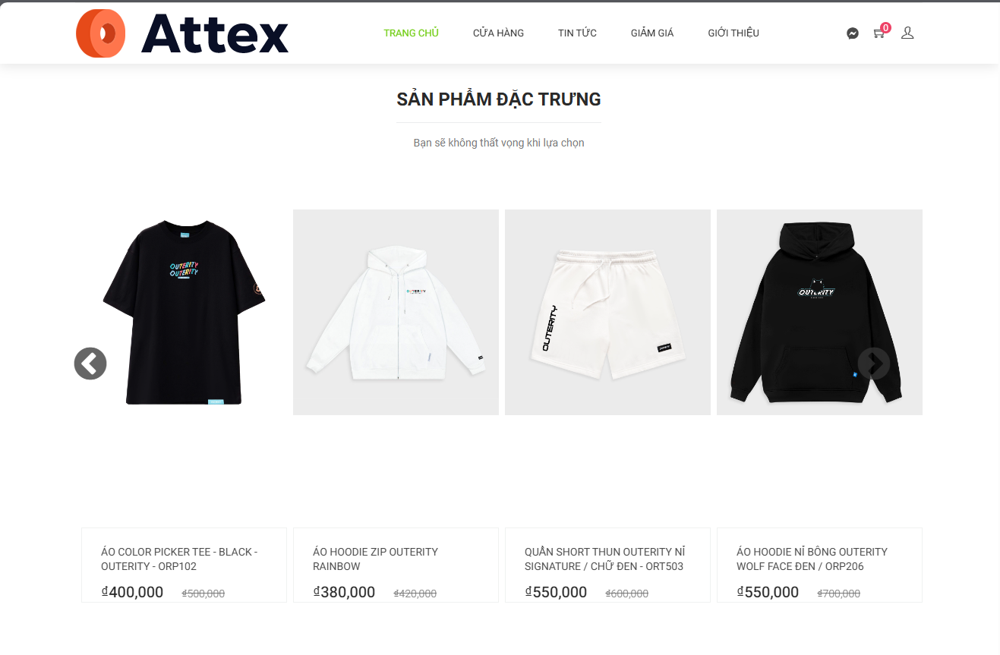 Attex
TRANG CHỦ
CỬA HÀNG
TIN TỨC
GIẢM GIÁ
GIỚI THIỆU
0
SẢN PHẨM ĐẶC TRƯNG
Bạn sẽ không thất vọng khi lựa chọn
OUTERITY
OUTERITY
OUTERITY
OUTERITY
OUTERITY
ÁO COLOR PICKER TEE - BLACK -
OUTERITY - ORP102
₫400,000 ₫500,000
ÁO HOODIE ZIP OUTERITY
RAINBOW
₫380,000 ₫420,000
QUẦN SHORT THUN OUTERITY NỈ
SIGNATURE / CHỮ ĐEN - ORT503
₫550,000 ₫600,000
ÁO HOODIE NỈ BÔNG OUTERITY
WOLF FACE ĐEN / ORP206
₫550,000 ₫700,000